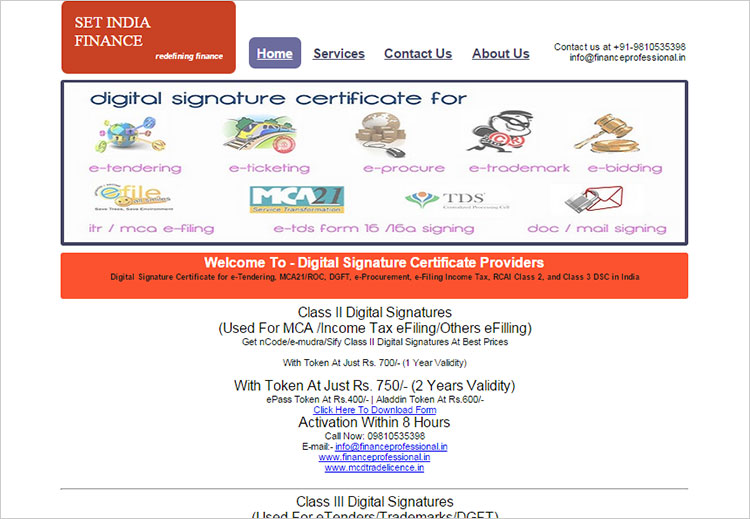 SET INDIA
FINANCE
redefining finance
Home Services Contact Us About Us
Contact us at +91-9810535398
info@financeprofessional.in
digital signature certificate for
e-tendering e-ticketing e-procure e-trademark e-bidding
efile
Save Trees, Save Environment
MCA21
Service Transformation
TDS
Centralized Processing Cell
itr / mca e-filing e-tds form 16 /16a signing doc / mail signing
Welcome To - Digital Signature Certificate Providers
Digital Signature Certificate for e-Tendering, MCA21/ROC, DGFT, e-Procurement, e-Filing Income Tax, RCAI Class 2, and Class 3 DSC in India
Class II Digital Signatures
(Used For MCA /Income Tax eFiling/Others eFilling)
Get nCode/e-mudra/Sify Class II Digital Signatures At Best Prices
With Token At Just Rs. 700/- (1 Year Validity)
With Token At Just Rs. 750/- (2 Years Validity)
ePass Token At Rs.400/- | Aladdin Token At Rs.600/-
Click Here To Download Form
Activation Within 8 Hours
Call Now: 09810535398
E-mail:- info@financeprofessional.in
www.financeprofessional.in
www.mcdtradelicence.in
Class III Digital Signatures
(Used For eTenders/Trademarks/DGFT)